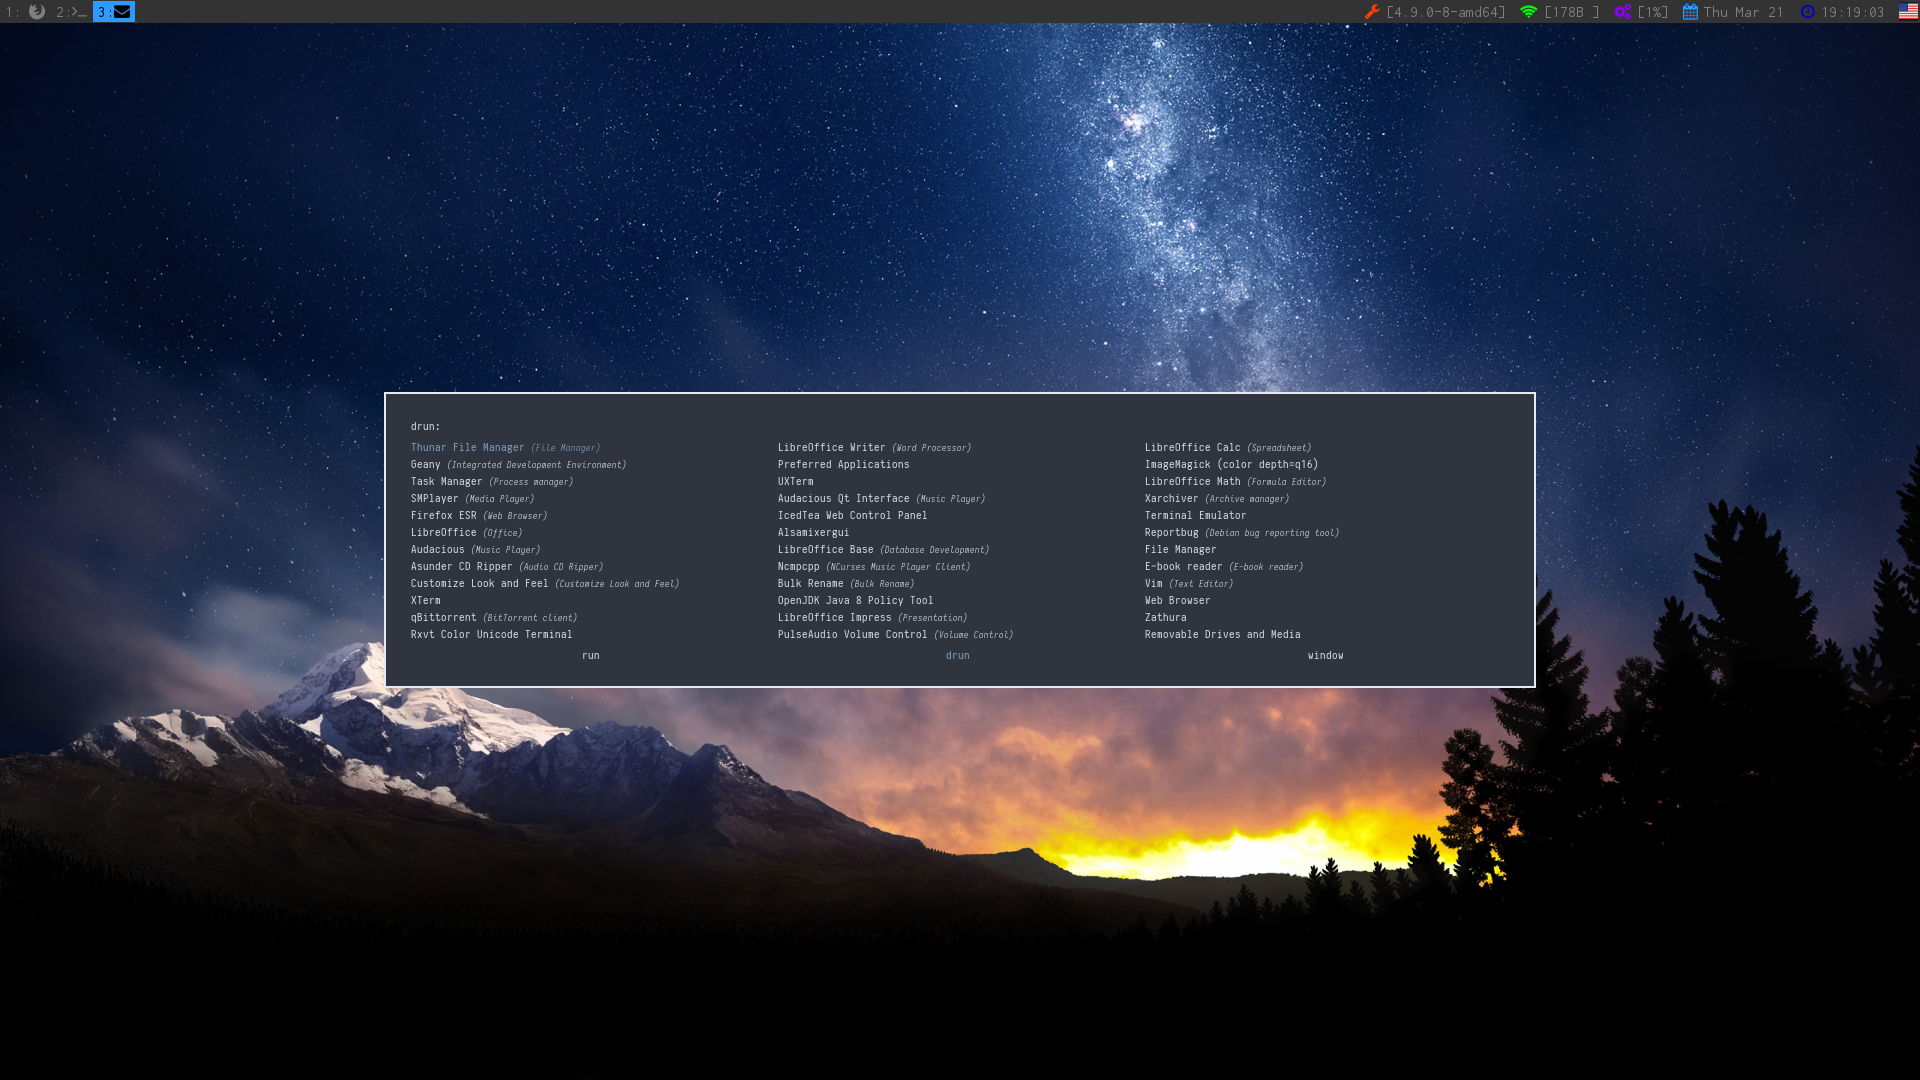 1: 2:>_ 3: [4.9.0-8-amd64] [178B ] [1%] Thu Mar 21 19:19:03
drun:
Thunar File Manager (File Manager)
Geany (Integrated Development Environment)
Task Manager (Process manager)
SMPlayer (Media Player)
Firefox ESR (Web Browser)
LibreOffice (Office)
Audacious (Music Player)
Asunder CD Ripper (Audio CD Ripper)
Customize Look and Feel (Customize Look and Feel)
XTerm
qBittorrent (BitTorrent client)
Rxvt Color Unicode Terminal
LibreOffice Writer (Word Processor)
Preferred Applications
UXTerm
Audacious Qt Interface (Music Player)
IcedTea Web Control Panel
Alsamixergui
LibreOffice Base (Database Development)
Ncmpcpp (NCurses Music Player Client)
Bulk Rename (Bulk Rename)
OpenJDK Java 8 Policy Tool
LibreOffice Impress (Presentation)
PulseAudio Volume Control (Volume Control)
LibreOffice Calc (Spreadsheet)
ImageMagick (color depth=q16)
LibreOffice Math (Formula Editor)
Xarchiver (Archive manager)
Terminal Emulator
Reportbug (Debian bug reporting tool)
File Manager
E-book reader (E-book reader)
Vim (Text Editor)
Web Browser
Zathura
Removable Drives and Media
run drun window